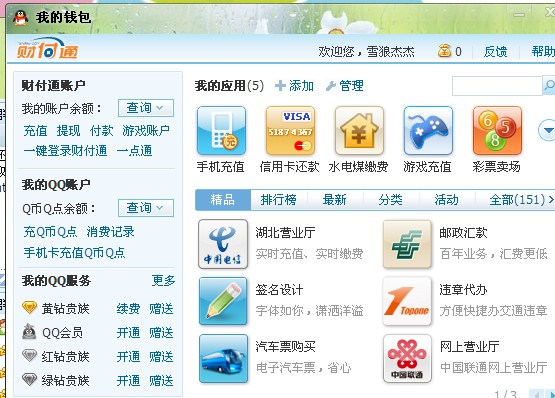 我的钱包
财付通
欢迎您，雪狼杰杰 0 反馈 帮助
财付通账户
我的账户余额： 查询
充值 提现 付款 游戏账户
一键登录财付通 一点通
我的QQ账户
Q币Q点余额： 查询
充Q币Q点 消费记录
手机卡充值Q币Q点
我的QQ服务 更多
黄钻贵族 续费 赠送
QQ会员 开通 赠送
红钻贵族 开通 赠送
绿钻贵族 开通 赠送
我的应用(5) 添加 管理
VISA
手机充值 信用卡还款 水电煤缴费 游戏充值 彩票卖场
精品 排行榜 最新 分类 活动 全部(151)
湖北营业厅
实时充值、实时缴费
中国电信
邮政汇款
百年业务，汇费更低
签名设计
字体如你，潇洒洋溢
违章代办
方便快捷办交通违章
Topone
汽车票购买
电子汽车票，省心
网上营业厅
中国联通网上营业厅
中国联通
1/3